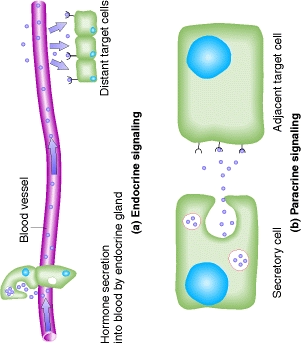 Distant target cells
Blood vessel
Hormone secretion
into blood by endocrine gland
(a) Endocrine signaling
Adjacent target cell
Secretory cell
(b) Paracrine signaling